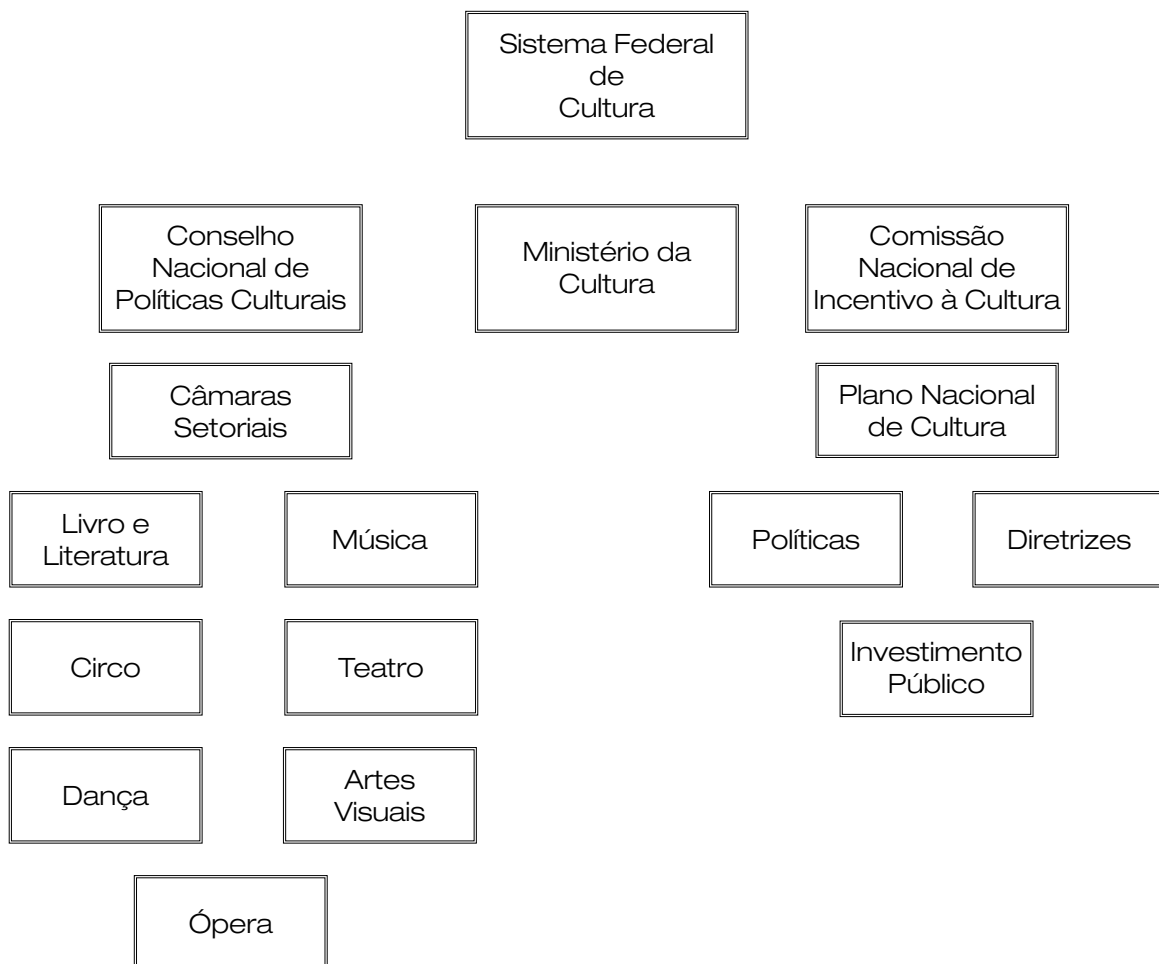 Sistema Federal
de
Cultura
Conselho
Nacional de
Políticas Culturais
Ministério da
Cultura
Comissão
Nacional de
Incentivo à Cultura
Câmaras
Setoriais
Plano Nacional
de Cultura
Livro e
Literatura
Música
Políticas
Diretrizes
Circo
Teatro
Investimento
Público
Dança
Artes
Visuais
Ópera